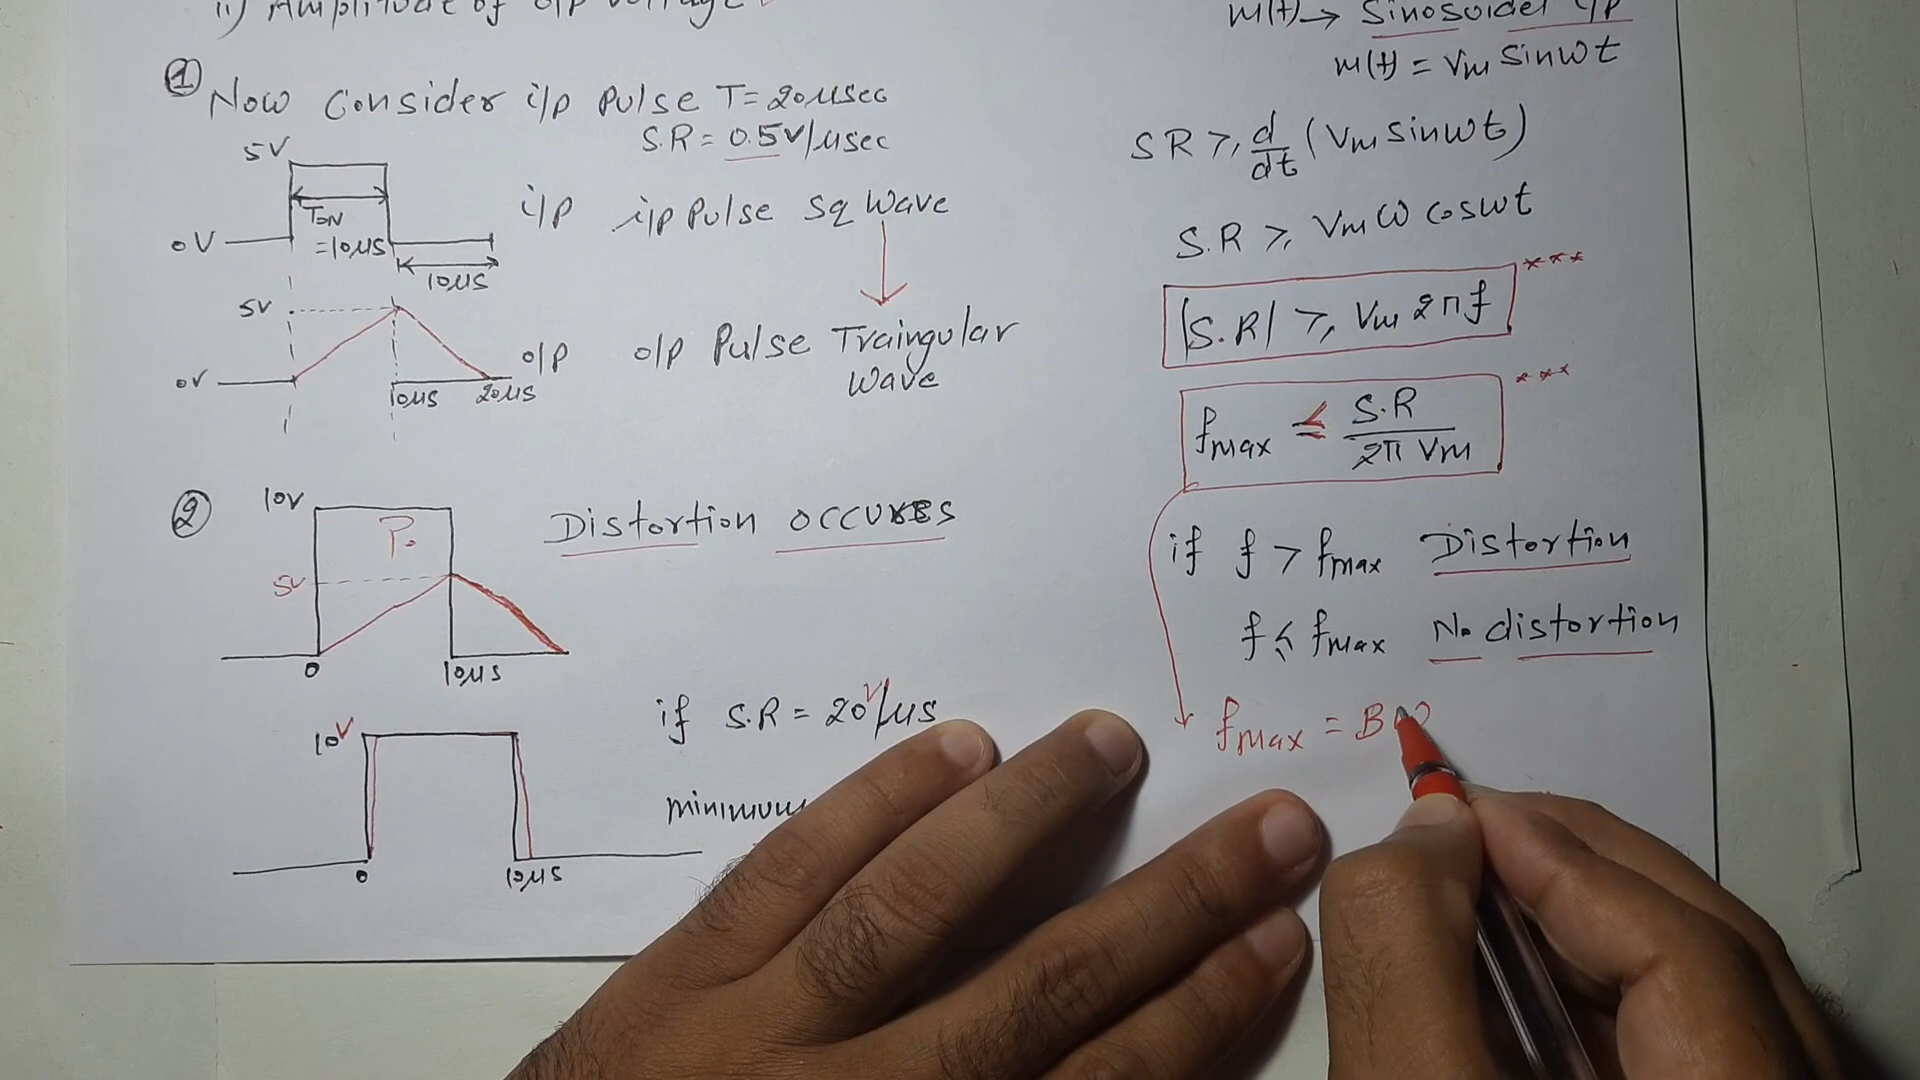 ii) Amplitude of o/p voltage
① Now Consider i/p pulse T=20µsec
S.R = 0.5V/µsec
5V
TON
=10µs
0V
10µs
i/p i/p Pulse Sq Wave
5V
0V
10µs 20µs
o/p o/p Pulse Traingular
Wave
②
10V
P.
5V
0
10µs
Distortion occures
if S.R = 20V/µs
10V
minimum
0
10µs
m(t)→ Sinosoidel i/p
m(t) = Vm Sinωt
SR ≥ d/dt (Vm sinωt)
S.R ≥ Vm ω cosωt
|S.R| ≥ Vm 2πf ***
fmax ≤ S.R / 2π Vm ***
if f > fmax Distortion
f ≤ fmax No distortion
fmax = B